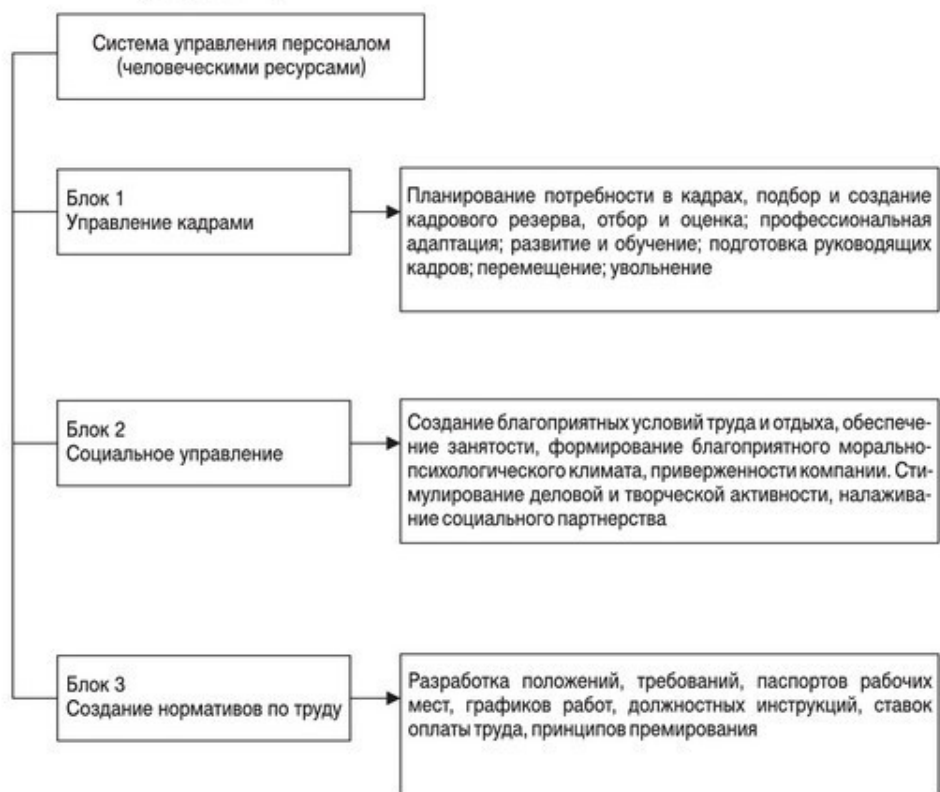 Система управления персоналом
(человеческими ресурсами)
Блок 1
Управление кадрами
Планирование потребности в кадрах, подбор и создание
кадрового резерва, отбор и оценка; профессиональная
адаптация; развитие и обучение; подготовка руководящих
кадров; перемещение; увольнение
Блок 2
Социальное управление
Создание благоприятных условий труда и отдыха, обеспече-
ние занятости, формирование благоприятного морально-
психологического климата, приверженности компании. Сти-
мулирование деловой и творческой активности, налажива-
ние социального партнерства
Блок 3
Создание нормативов по труду
Разработка положений, требований, паспортов рабочих
мест, графиков работ, должностных инструкций, ставок
оплаты труда, принципов премирования